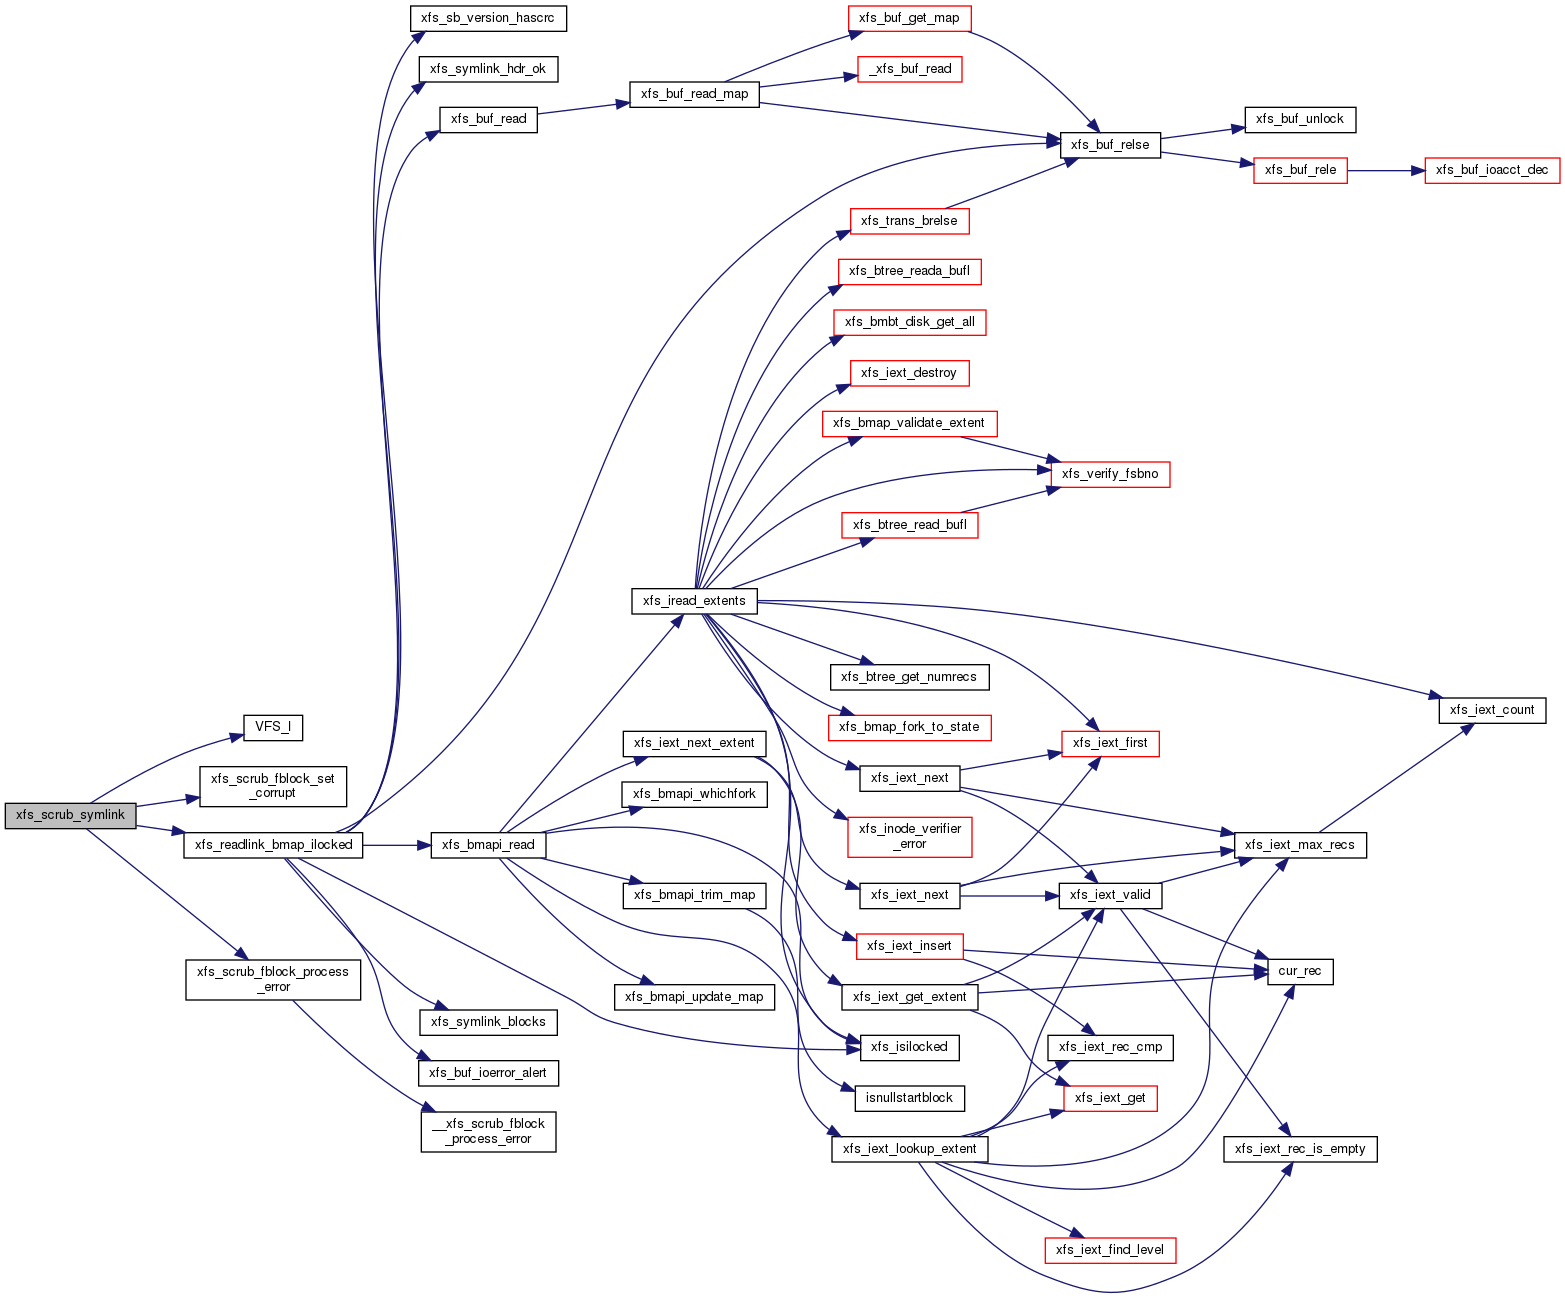 xfs_sb_version_hascrc
xfs_buf_get_map
xfs_symlink_hdr_ok
_xfs_buf_read
xfs_buf_read_map
xfs_buf_read
xfs_buf_unlock
xfs_buf_relse
xfs_buf_rele
xfs_buf_ioacct_dec
xfs_trans_brelse
xfs_btree_reada_bufl
xfs_bmbt_disk_get_all
xfs_iext_destroy
xfs_bmap_validate_extent
xfs_verify_fsbno
xfs_btree_read_bufl
xfs_iread_extents
xfs_btree_get_numrecs
xfs_iext_count
VFS_I
xfs_bmap_fork_to_state
xfs_iext_next_extent
xfs_iext_first
xfs_iext_next
xfs_scrub_fblock_set
_corrupt
xfs_bmapi_whichfork
xfs_scrub_symlink
xfs_inode_verifier
_error
xfs_readlink_bmap_ilocked
xfs_bmapi_read
xfs_iext_max_recs
xfs_bmapi_trim_map
xfs_iext_next
xfs_iext_valid
xfs_iext_insert
cur_rec
xfs_scrub_fblock_process
_error
xfs_bmapi_update_map
xfs_iext_get_extent
xfs_symlink_blocks
xfs_isilocked
xfs_iext_rec_cmp
xfs_buf_ioerror_alert
isnullstartblock
xfs_iext_get
__xfs_scrub_fblock
_process_error
xfs_iext_lookup_extent
xfs_iext_rec_is_empty
xfs_iext_find_level